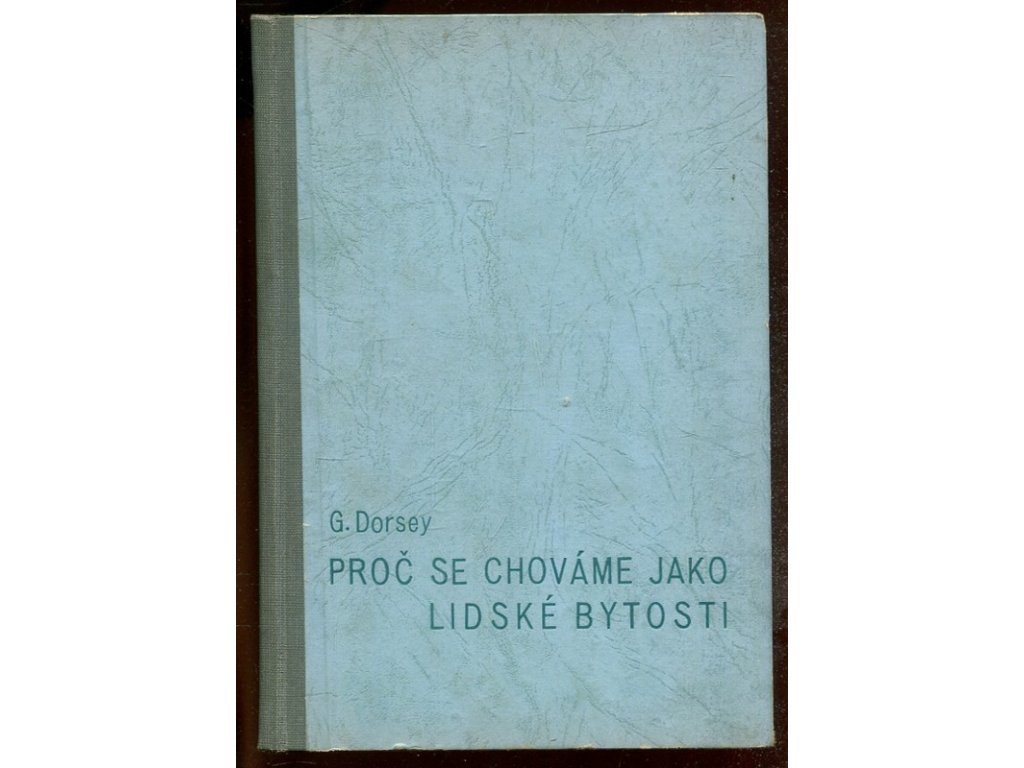 G. Dorsey
PROČ SE CHOVÁME JAKO
LIDSKÉ BYTOSTI